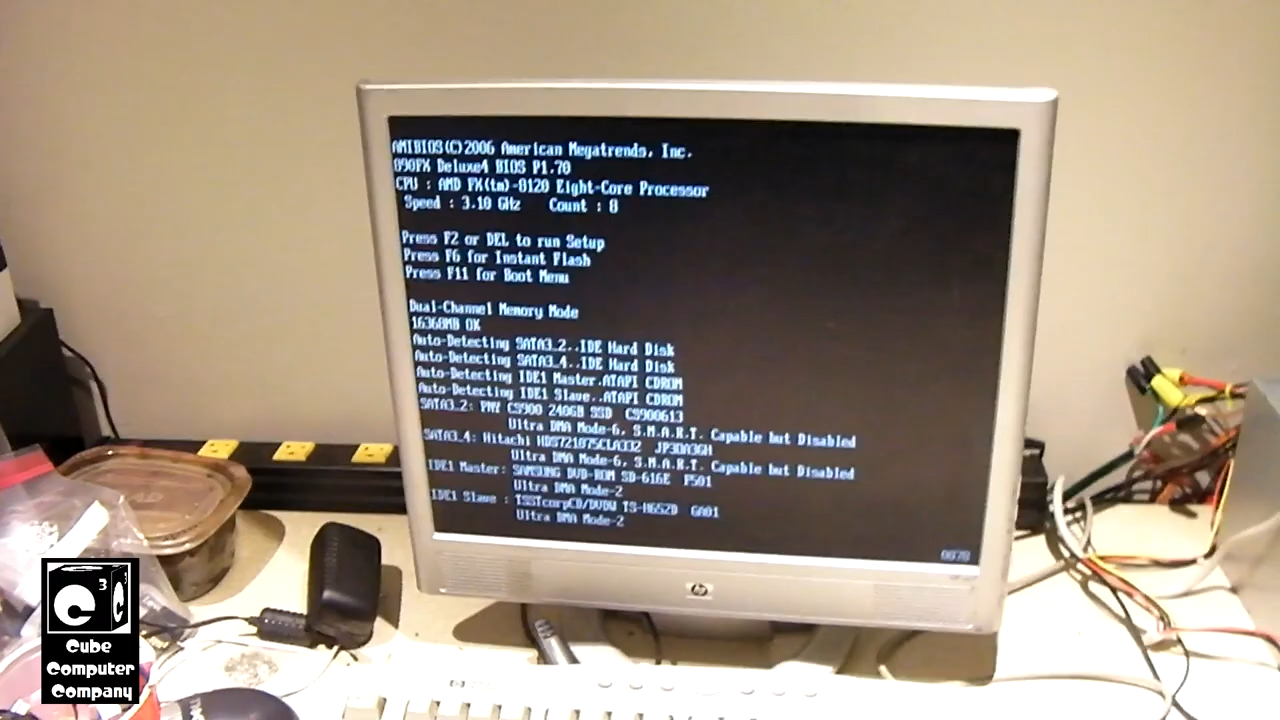 AMIBIOS(C)2006 American Megatrends, Inc.
890FX Deluxe4 BIOS P1.70
CPU : AMD FX(tm)-8120 Eight-Core Processor
Speed : 3.10 GHz Count : 8
Press F2 or DEL to run Setup
Press F6 for Instant Flash
Press F11 for Boot Menu
Dual-Channel Memory Mode
16368MB OK
Auto-Detecting SATA3_2..IDE Hard Disk
Auto-Detecting SATA3_4..IDE Hard Disk
Auto-Detecting IDE1 Master.ATAPI CDROM
Auto-Detecting IDE1 Slave..ATAPI CDROM
SATA3_2: PNY CS900 240GB SSD CS900613
Ultra DMA Mode-6, S.M.A.R.T. Capable but Disabled
SATA3_4: Hitachi HDS721075CLA332 JP3OA3GH
Ultra DMA Mode-6, S.M.A.R.T. Capable but Disabled
IDE1 Master: SAMSUNG DVD-ROM SD-616E F501
Ultra DMA Mode-2
IDE1 Slave : TSSTcorpCD/DVDW TS-H652D GA01
Ultra DMA Mode-2
0078
hp
hp
C 3 C
Cube
Computer
Company